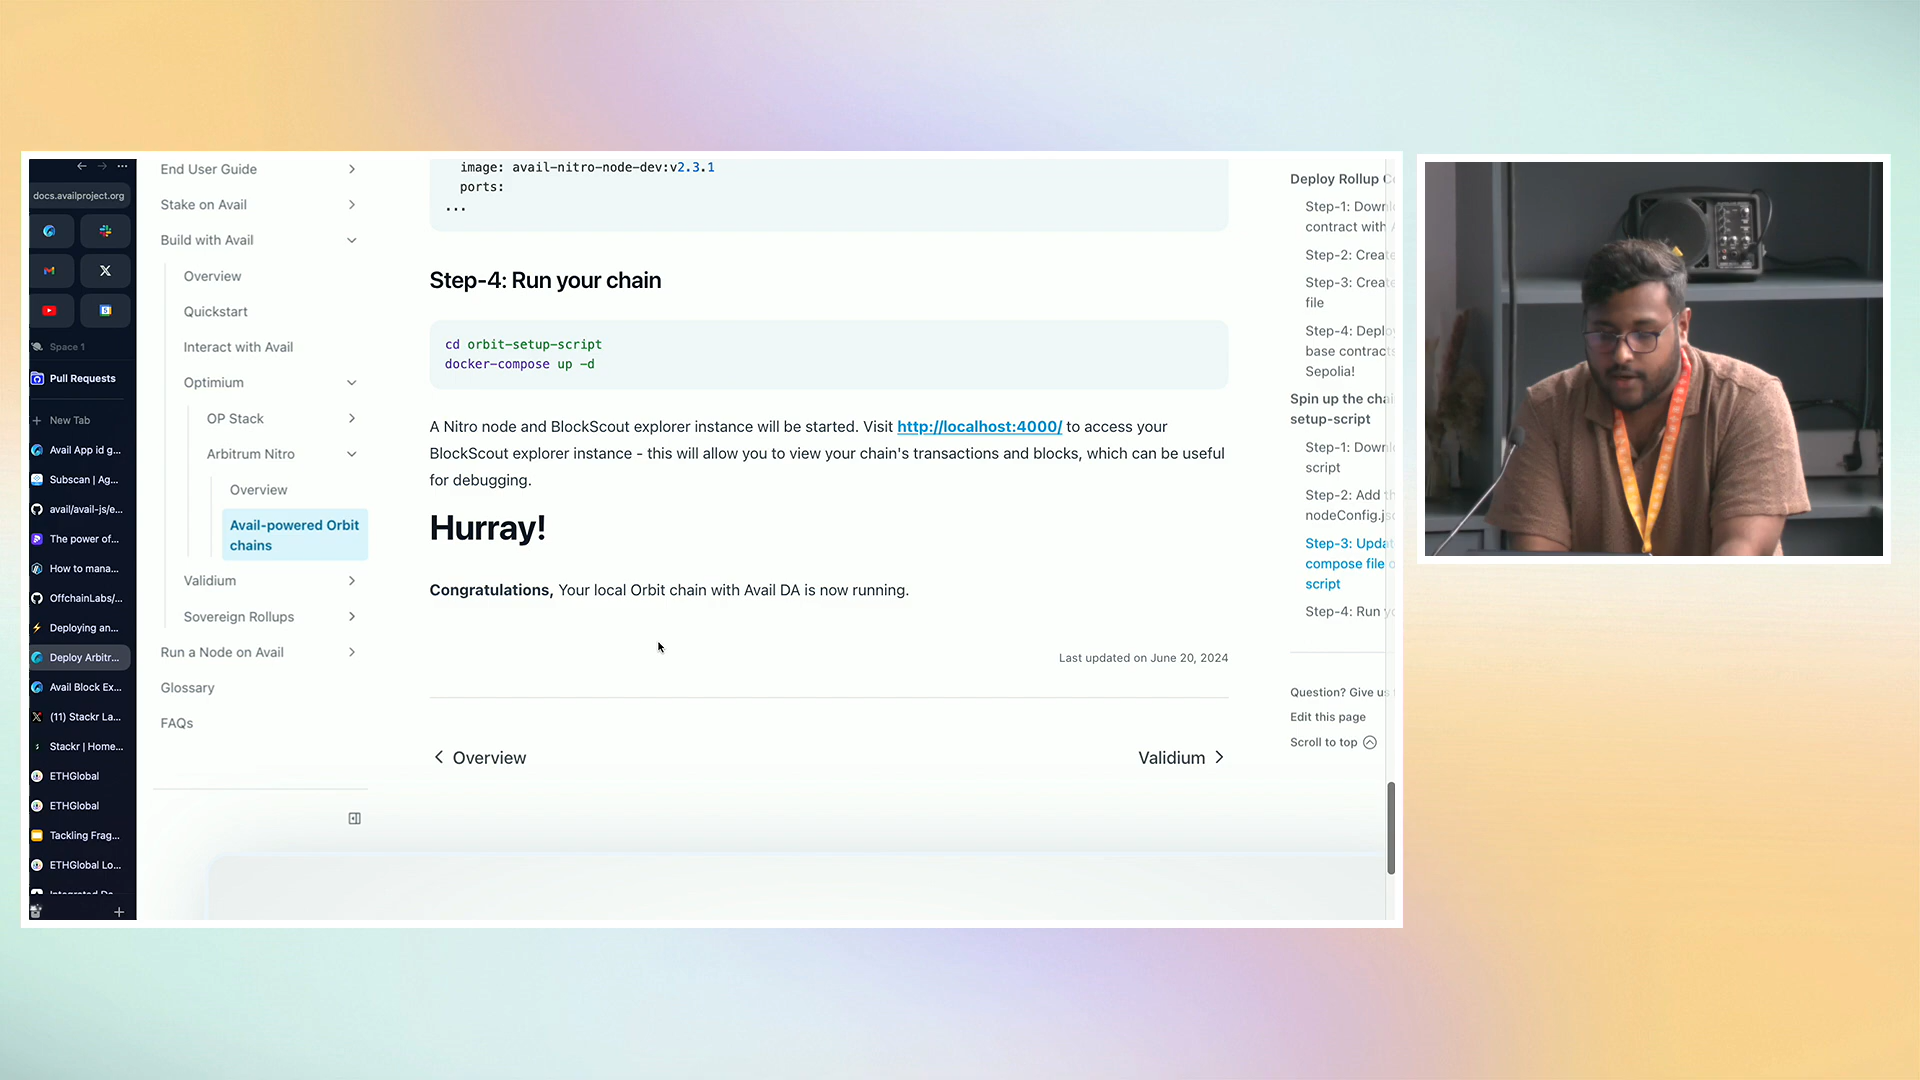 docs.availproject.org
Space 1
Pull Requests
New Tab
Avail App id g...
Subscan | Ag...
avail/avail-js/e...
The power of...
How to mana...
OffchainLabs/...
Deploying an...
Deploy Arbitr...
Avail Block Ex...
(11) Stackr La...
Stackr | Home...
ETHGlobal
ETHGlobal
Tackling Frag...
ETHGlobal Lo...
End User Guide
Stake on Avail
Build with Avail
Overview
Quickstart
Interact with Avail
Optimium
OP Stack
Arbitrum Nitro
Overview
Avail-powered Orbit
chains
Validium
Sovereign Rollups
Run a Node on Avail
Glossary
FAQs
image: avail-nitro-node-dev:v2.3.1
ports:
...
Step-4: Run your chain
cd orbit-setup-script
docker-compose up -d
A Nitro node and BlockScout explorer instance will be started. Visit http://localhost:4000/ to access your
BlockScout explorer instance - this will allow you to view your chain's transactions and blocks, which can be useful
for debugging.
Hurray!
Congratulations, Your local Orbit chain with Avail DA is now running.
Last updated on June 20, 2024
Overview
Validium
Deploy Rollup
Step-1: Down
contract with
Step-2: Create
Step-3: Create
file
Step-4: Deplo
base contract
Sepolia!
Spin up the chai
setup-script
Step-1: Down
script
Step-2: Add th
nodeConfig.js
Step-3: Updat
compose file
script
Step-4: Run
Question? Give us
Edit this page
Scroll to top